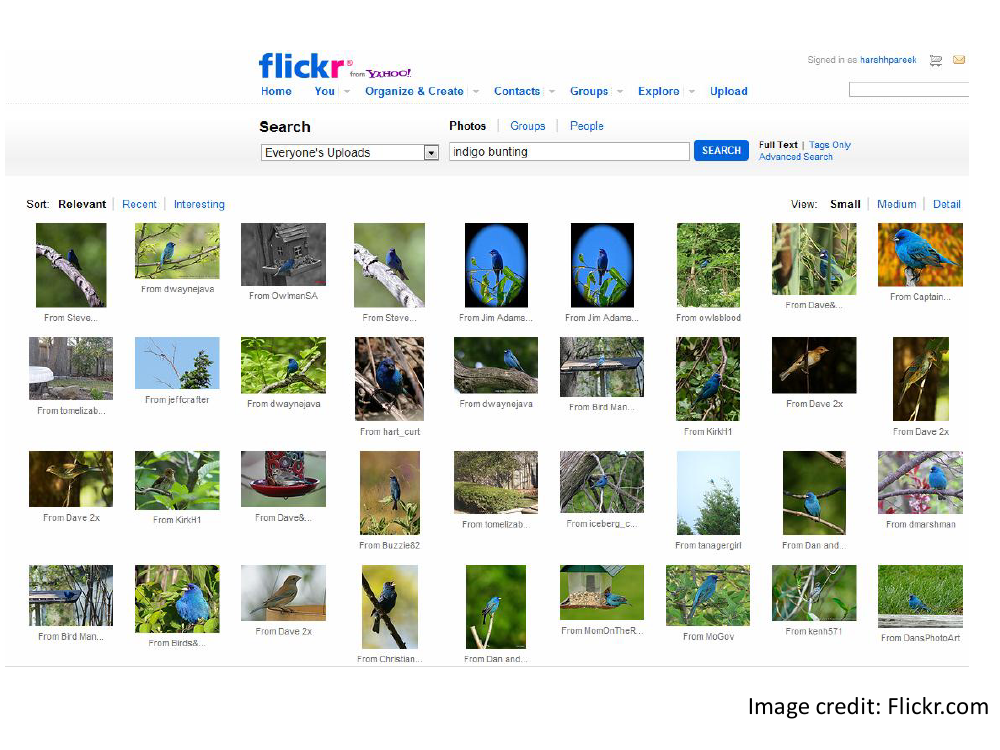 flickr® from YAHOO!
Signed in as harshhpareek
Home You Organize & Create Contacts Groups Explore Upload
Search
Photos Groups People
Everyone's Uploads
indigo bunting
SEARCH
Full Text | Tags Only
Advanced Search
Sort: Relevant Recent Interesting
View: Small Medium Detail
From Steve...
From dwaynejava
From OwlmanSA
From Steve...
From Jim Adams...
From Jim Adams...
From owlsblood
From Dave&...
From Captain...
From tomelizab...
From jeffcrafter
From dwaynejava
From hart_curt
From dwaynejava
From Bird Man...
From KirkH1
From Dave 2x
From Dave 2x
From Dave 2x
From KirkH1
From Dave&...
From Buzzie82
From tomelizab...
From iceberg_c...
From tanagergirl
From Dan and...
From dmarshman
From Bird Man...
From Birds&...
From Dave 2x
From Christian...
From Dan and...
From MomOnTheR...
From MoGov
From kenh571
From DansPhotoArt
Image credit: Flickr.com